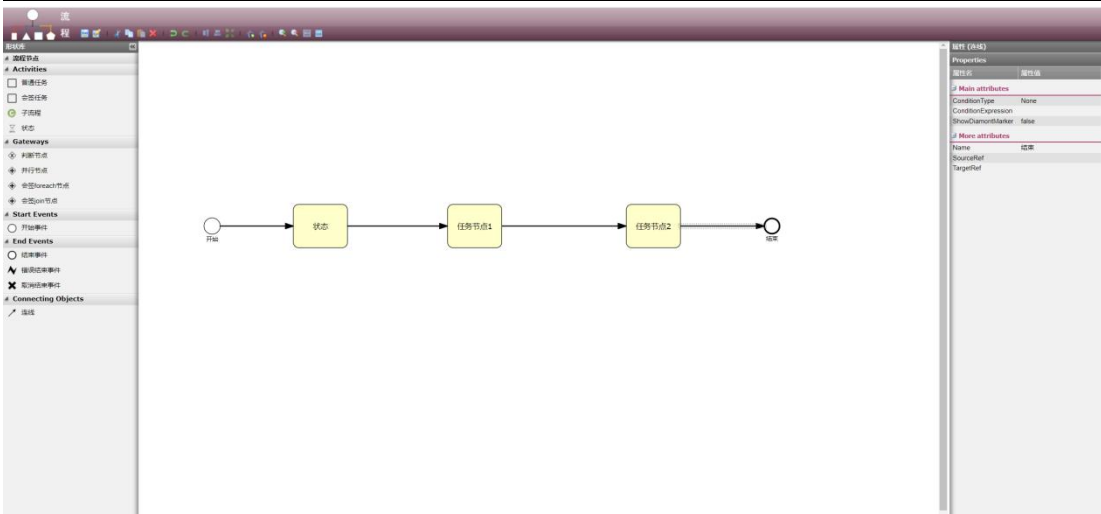 流
程
形状库
流程节点
Activities
普通任务
会签任务
子流程
状态
Gateways
判断节点
并行节点
会签foreach节点
会签join节点
Start Events
开始事件
End Events
结束事件
错误结束事件
取消结束事件
Connecting Objects
连线
开始
状态
任务节点1
任务节点2
结束
属性 (连线)
Properties
属性名 属性值
Main attributes
ConditionType None
ConditionExpression
ShowDiamontMarker false
More attributes
Name 结束
SourceRef
TargetRef